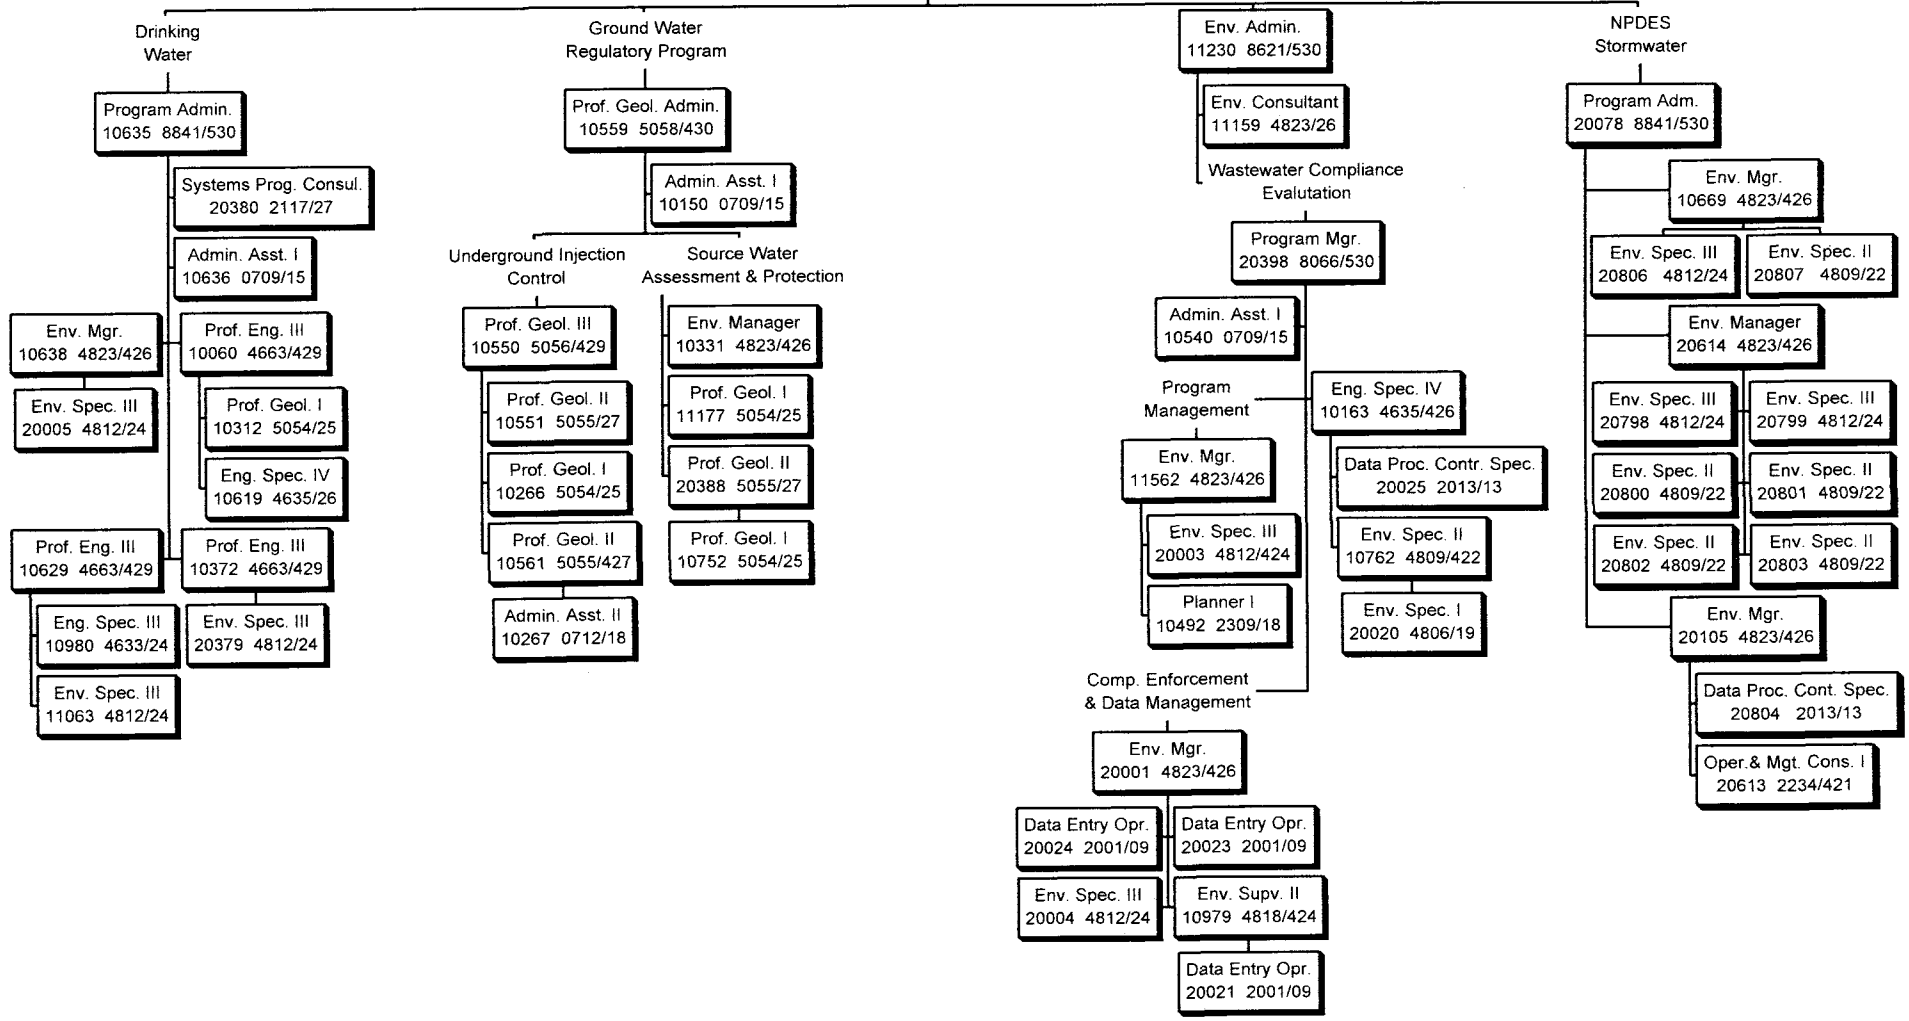 Drinking
Water
Program Admin.
10635 8841/530
Systems Prog. Consul.
20380 2117/27
Admin. Asst. I
10636 0709/15
Env. Mgr.
10638 4823/426
Prof. Eng. III
10060 4663/429
Env. Spec. III
20005 4812/24
Prof. Geol. I
10312 5054/25
Eng. Spec. IV
10619 4635/26
Prof. Eng. III
10629 4663/429
Prof. Eng. III
10372 4663/429
Eng. Spec. III
10980 4633/24
Env. Spec. III
20379 4812/24
Env. Spec. III
11063 4812/24
Ground Water
Regulatory Program
Prof. Geol. Admin.
10559 5058/430
Admin. Asst. I
10150 0709/15
Underground Injection
Control
Prof. Geol. III
10550 5056/429
Prof. Geol. II
10551 5055/27
Prof. Geol. I
10266 5054/25
Prof. Geol. II
10561 5055/427
Admin. Asst. II
10267 0712/18
Source Water
Assessment & Protection
Env. Manager
10331 4823/426
Prof. Geol. I
11177 5054/25
Prof. Geol. II
20388 5055/27
Prof. Geol. I
10752 5054/25
Env. Admin.
11230 8621/530
Env. Consultant
11159 4823/26
Wastewater Compliance
Evalutation
Program Mgr.
20398 8066/530
Admin. Asst. I
10540 0709/15
Program
Management
Env. Mgr.
11562 4823/426
Env. Spec. III
20003 4812/424
Planner I
10492 2309/18
Eng. Spec. IV
10163 4635/426
Data Proc. Contr. Spec.
20025 2013/13
Env. Spec. II
10762 4809/422
Env. Spec. I
20020 4806/19
Comp. Enforcement
& Data Management
Env. Mgr.
20001 4823/426
Data Entry Opr.
20024 2001/09
Data Entry Opr.
20023 2001/09
Env. Spec. III
20004 4812/24
Env. Supv. II
10979 4818/424
Data Entry Opr.
20021 2001/09
NPDES
Stormwater
Program Adm.
20078 8841/530
Env. Mgr.
10669 4823/426
Env. Spec. III
20806 4812/24
Env. Spec. II
20807 4809/22
Env. Manager
20614 4823/426
Env. Spec. III
20798 4812/24
Env. Spec. III
20799 4812/24
Env. Spec. II
20800 4809/22
Env. Spec. II
20801 4809/22
Env. Spec. II
20802 4809/22
Env. Spec. II
20803 4809/22
Env. Mgr.
20105 4823/426
Data Proc. Cont. Spec.
20804 2013/13
Oper.& Mgt. Cons. I
20613 2234/421